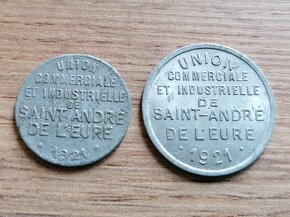 UNION
COMMERCIALE
ET INDUSTRIELLE
DE
SAINT-ANDRÉ
DE L'EURE
· 1921 ·
UNION
COMMERCIALE
ET INDUSTRIELLE
DE
SAINT-ANDRÉ
DE L'EURE
· 1921 ·